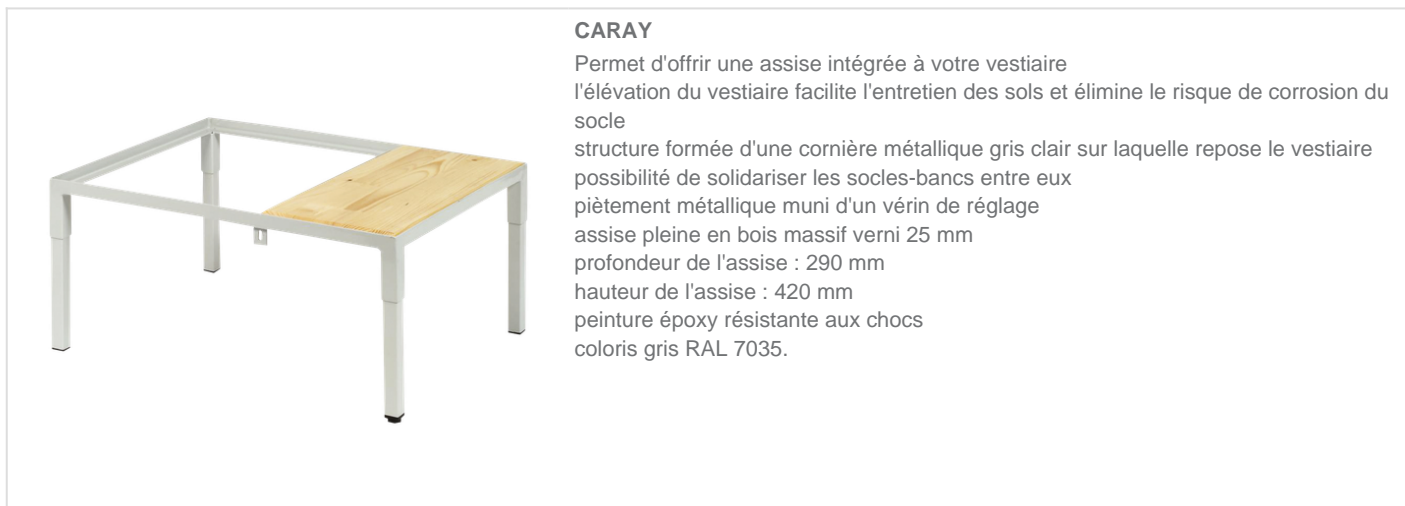 CARAY
Permet d'offrir une assise intégrée à votre vestiaire
l'élévation du vestiaire facilite l'entretien des sols et élimine le risque de corrosion du
socle
structure formée d'une cornière métallique gris clair sur laquelle repose le vestiaire
possibilité de solidariser les socles-bancs entre eux
piètement métallique muni d'un vérin de réglage
assise pleine en bois massif verni 25 mm
profondeur de l'assise : 290 mm
hauteur de l'assise : 420 mm
peinture époxy résistante aux chocs
coloris gris RAL 7035.